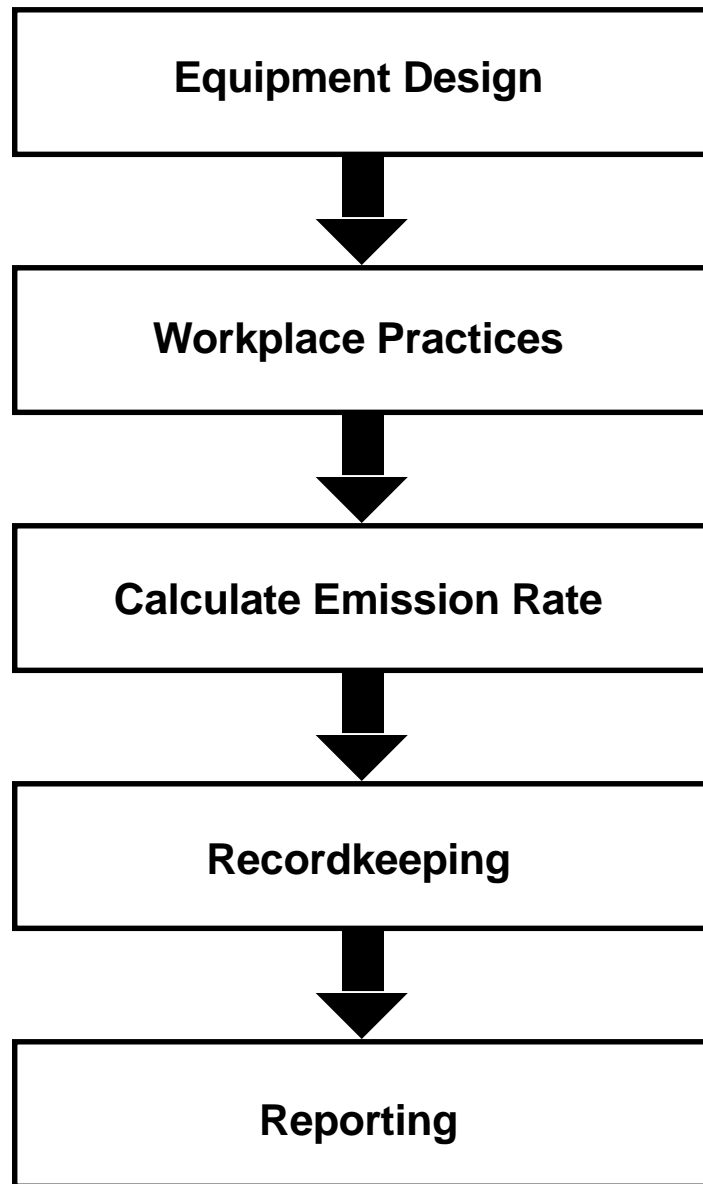 Equipment Design
Workplace Practices
Calculate Emission Rate
Recordkeeping
Reporting